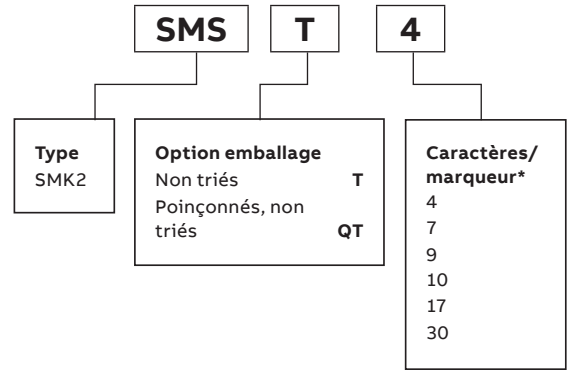 SMS T 4
Type
SMK2
Option emballage
Non triés T
Poinçonnés, non
triés QT
Caractères/
marqueur*
4
7
9
10
17
30